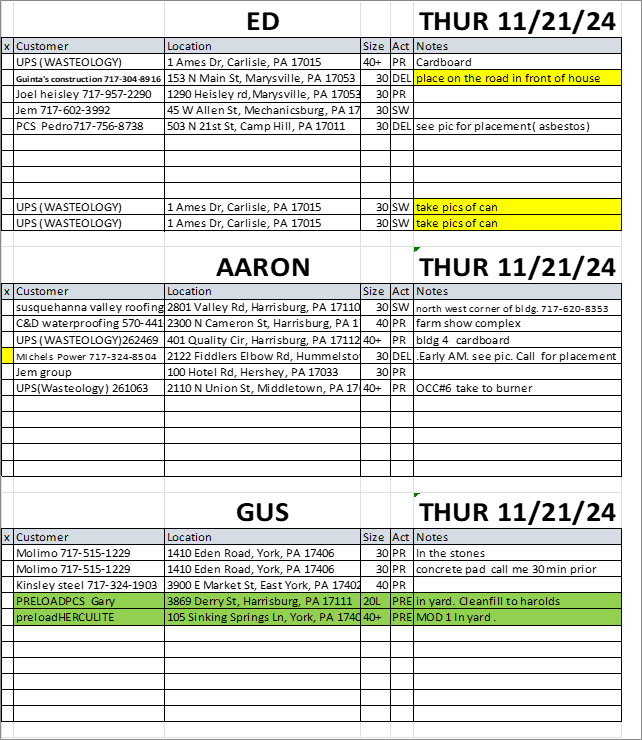 ED THUR 11/21/24
x Customer Location Size Act Notes
UPS (WASTEOLOGY) 1 Ames Dr, Carlisle, PA 17015 40+ PR Cardboard
Guinta's construction 717-304-8916 153 N Main St, Marysville, PA 17053 30 DEL place on the road in front of house
Joel heisley 717-957-2290 1290 Heisley rd, Marysville, PA 17053 30 PR
Jem 717-602-3992 45 W Allen St, Mechanicsburg, PA 17 30 SW
PCS Pedro717-756-8738 503 N 21st St, Camp Hill, PA 17011 30 DEL see pic for placement( asbestos)
UPS (WASTEOLOGY) 1 Ames Dr, Carlisle, PA 17015 30 SW take pics of can
UPS (WASTEOLOGY) 1 Ames Dr, Carlisle, PA 17015 30 SW take pics of can
AARON THUR 11/21/24
x Customer Location Size Act Notes
susquehanna valley roofing 2801 Valley Rd, Harrisburg, PA 17110 30 SW north west corner of bldg. 717-620-8353
C&D waterproofing 570-441 2300 N Cameron St, Harrisburg, PA 1 40 PR farm show complex
UPS (WASTEOLOGY)262469 401 Quality Cir, Harrisburg, PA 17112 40+ PR bldg 4 cardboard
Michels Power 717-324-8504 2122 Fiddlers Elbow Rd, Hummelsto 30 DEL .Early AM. see pic. Call for placement
Jem group 100 Hotel Rd, Hershey, PA 17033 30 PR
UPS(Wasteology) 261063 2110 N Union St, Middletown, PA 17 40+ PR OCC#6 take to burner
GUS THUR 11/21/24
x Customer Location Size Act Notes
Molimo 717-515-1229 1410 Eden Road, York, PA 17406 30 PR In the stones
Molimo 717-515-1229 1410 Eden Road, York, PA 17406 30 PR concrete pad call me 30 min prior
Kinsley steel 717-324-1903 3900 E Market St, East York, PA 17402 40 PR
PRELOADPCS Gary 3869 Derry St, Harrisburg, PA 17111 20L PRE in yard. Cleanfill to harolds
preloadHERCULITE 105 Sinking Springs Ln, York, PA 1740 40+ PRE MOD 1 In yard .